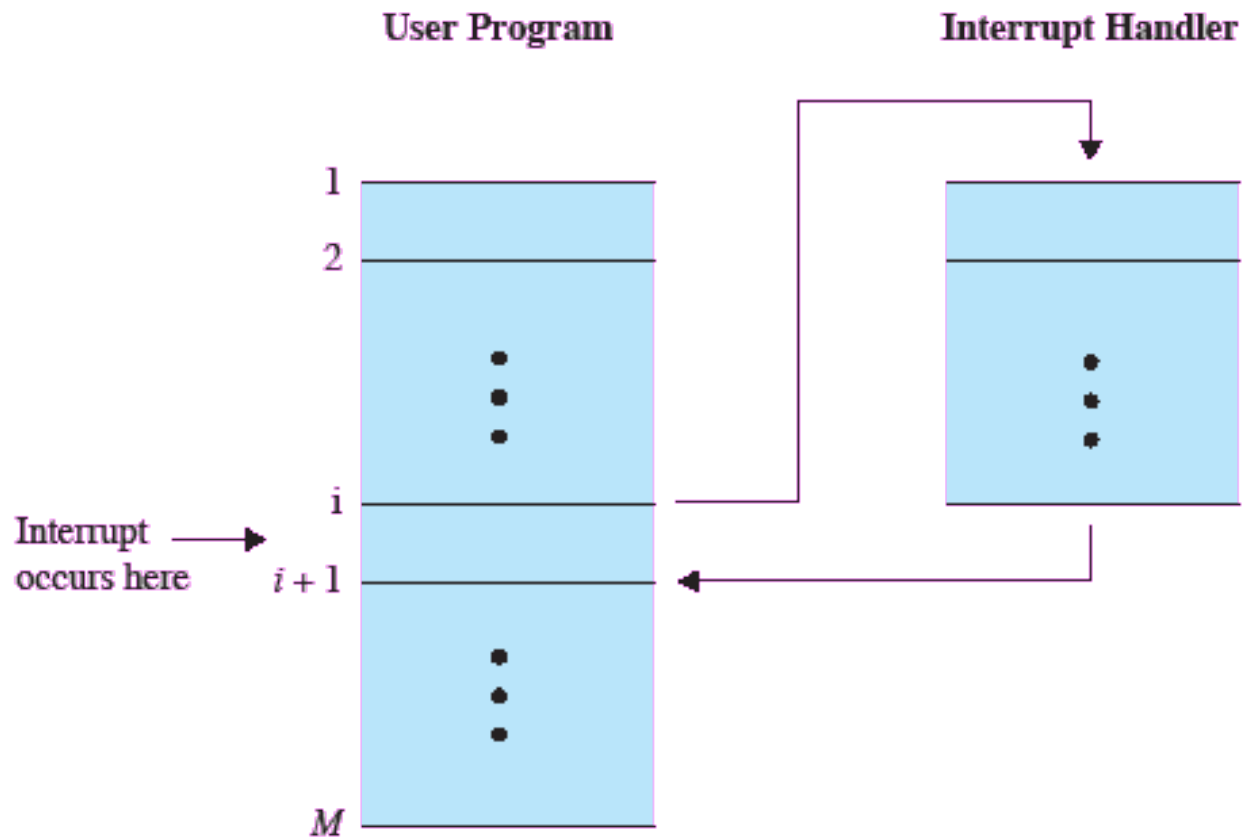 User Program
Interrupt Handler
1
2
i
Interrupt
occurs here
i + 1
M